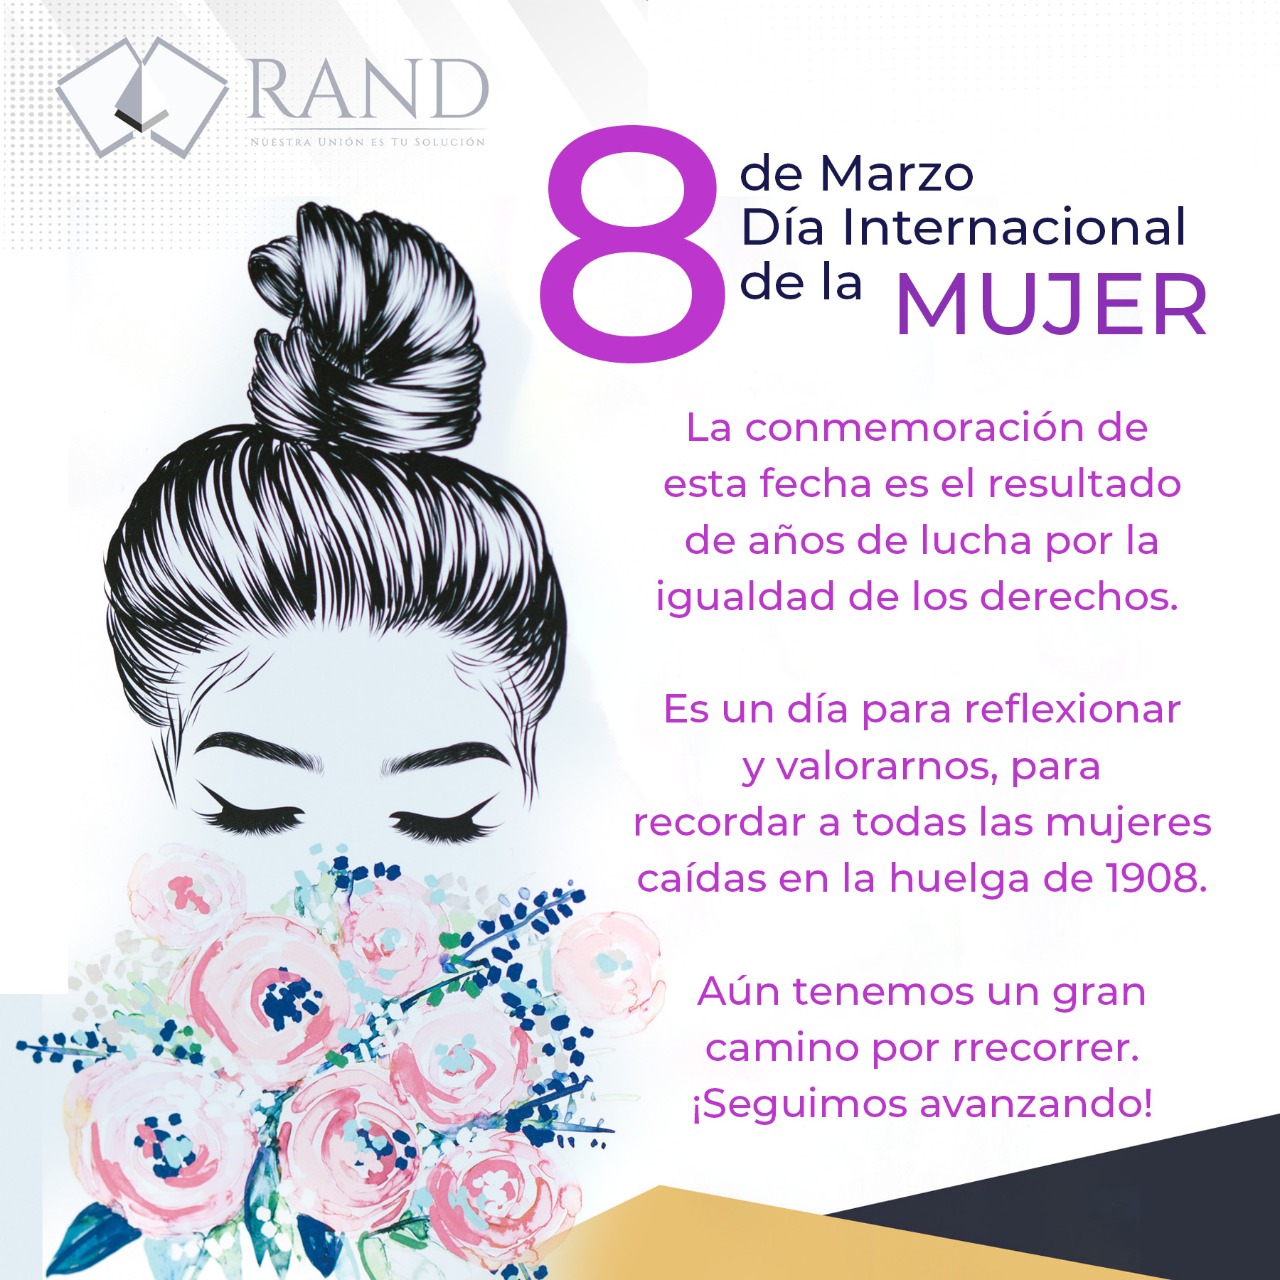 RAND
NUESTRA UNIÓN ES TU SOLUCIÓN
8
de Marzo
Día Internacional
de la MUJER
La conmemoración de
esta fecha es el resultado
de años de lucha por la
igualdad de los derechos.
Es un día para reflexionar
y valorarnos, para
recordar a todas las mujeres
caídas en la huelga de 1908.
Aún tenemos un gran
camino por rrecorrer.
¡Seguimos avanzando!